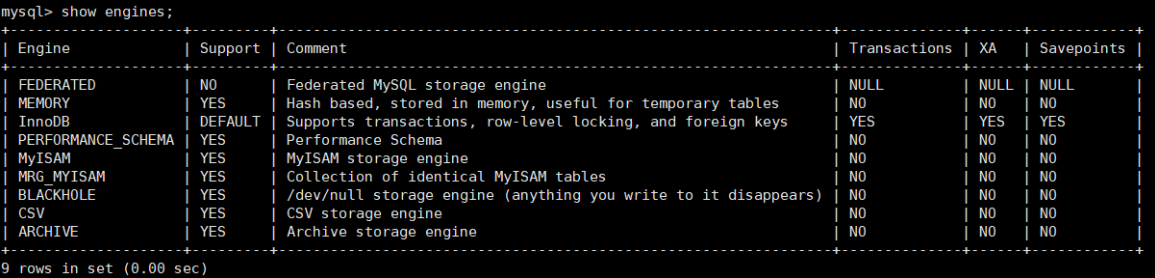 mysql> show engines;
+--------------------+---------+----------------------------------------------------------------+--------------+------+------------+
| Engine             | Support | Comment                                                        | Transactions | XA   | Savepoints |
+--------------------+---------+----------------------------------------------------------------+--------------+------+------------+
| FEDERATED          | NO      | Federated MySQL storage engine                                 | NULL         | NULL | NULL       |
| MEMORY             | YES     | Hash based, stored in memory, useful for temporary tables      | NO           | NO   | NO         |
| InnoDB             | DEFAULT | Supports transactions, row-level locking, and foreign keys     | YES          | YES  | YES        |
| PERFORMANCE_SCHEMA | YES     | Performance Schema                                             | NO           | NO   | NO         |
| MyISAM             | YES     | MyISAM storage engine                                          | NO           | NO   | NO         |
| MRG_MYISAM         | YES     | Collection of identical MyISAM tables                          | NO           | NO   | NO         |
| BLACKHOLE          | YES     | /dev/null storage engine (anything you write to it disappears) | NO           | NO   | NO         |
| CSV                | YES     | CSV storage engine                                             | NO           | NO   | NO         |
| ARCHIVE            | YES     | Archive storage engine                                         | NO           | NO   | NO         |
+--------------------+---------+----------------------------------------------------------------+--------------+------+------------+
9 rows in set (0.00 sec)